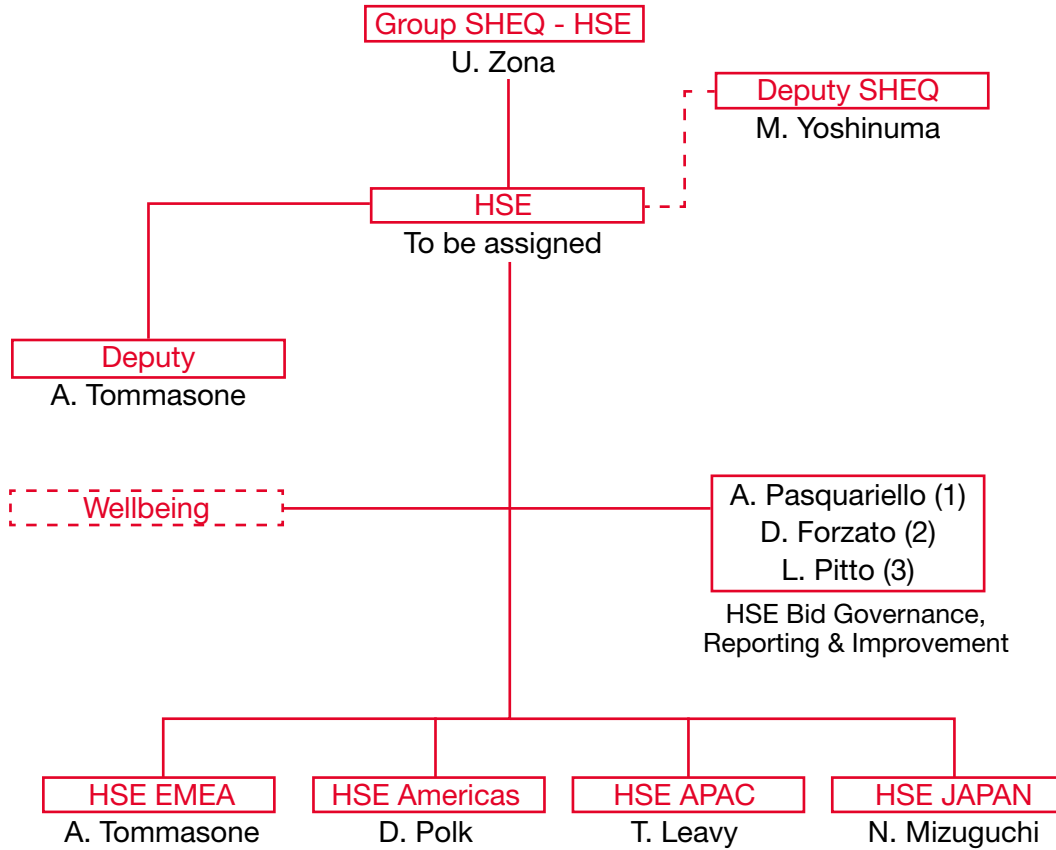 Group SHEQ - HSE
U. Zona
Deputy SHEQ
M. Yoshinuma
HSE
To be assigned
Deputy
A. Tommasone
Wellbeing
A. Pasquariello (1)
D. Forzato (2)
L. Pitto (3)
HSE Bid Governance,
Reporting & Improvement
HSE EMEA
A. Tommasone
HSE Americas
D. Polk
HSE APAC
T. Leavy
HSE JAPAN
N. Mizuguchi